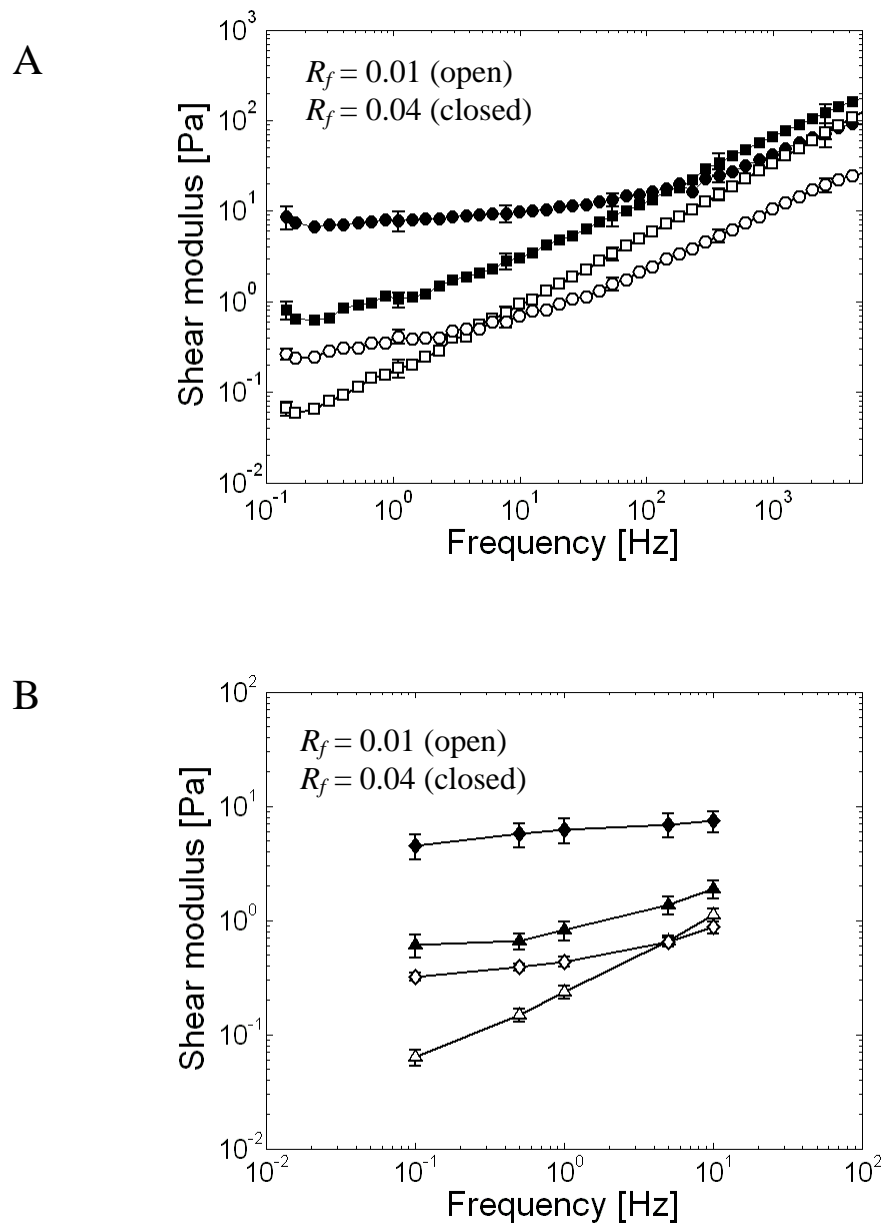 A
R_f = 0.01 (open)
R_f = 0.04 (closed)
Shear modulus [Pa]
10^3
10^2
10^1
10^0
10^-1
10^-2
10^-1 10^0 10^1 10^2 10^3
Frequency [Hz]
B
R_f = 0.01 (open)
R_f = 0.04 (closed)
Shear modulus [Pa]
10^2
10^1
10^0
10^-1
10^-2
10^-2 10^-1 10^0 10^1 10^2
Frequency [Hz]